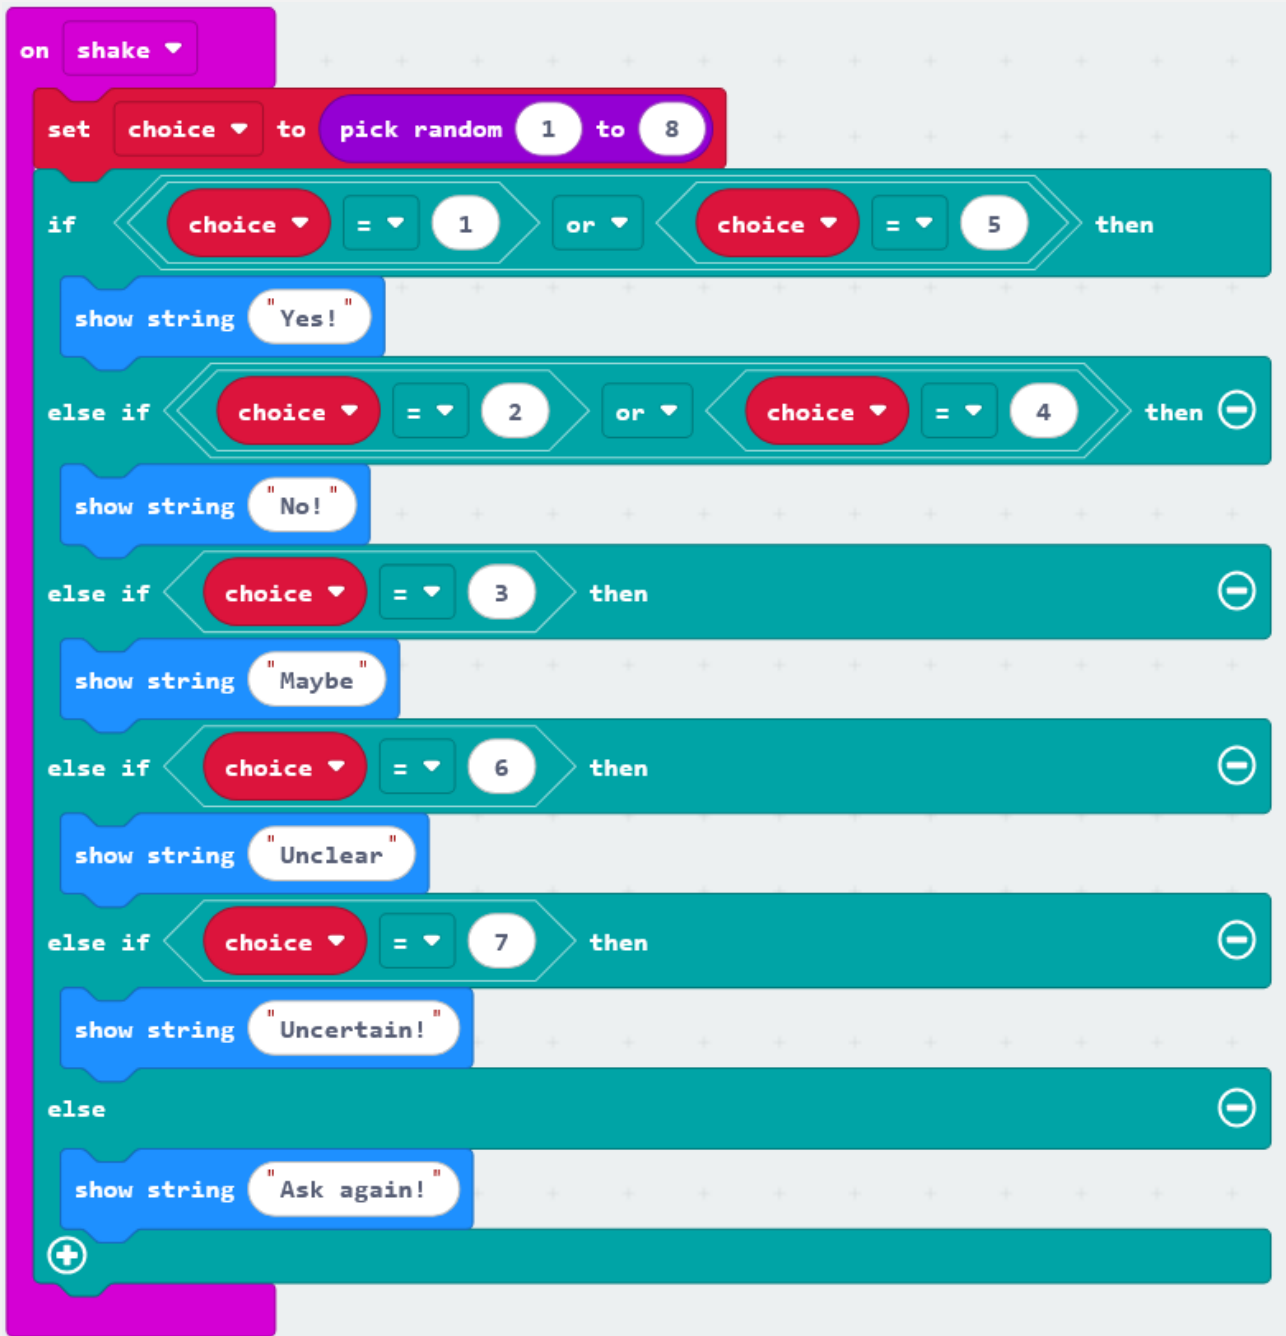 on shake
set choice to pick random 1 to 8
if choice = 1 or choice = 5 then
show string "Yes!"
else if choice = 2 or choice = 4 then
show string "No!"
else if choice = 3 then
show string "Maybe"
else if choice = 6 then
show string "Unclear"
else if choice = 7 then
show string "Uncertain!"
else
show string "Ask again!"